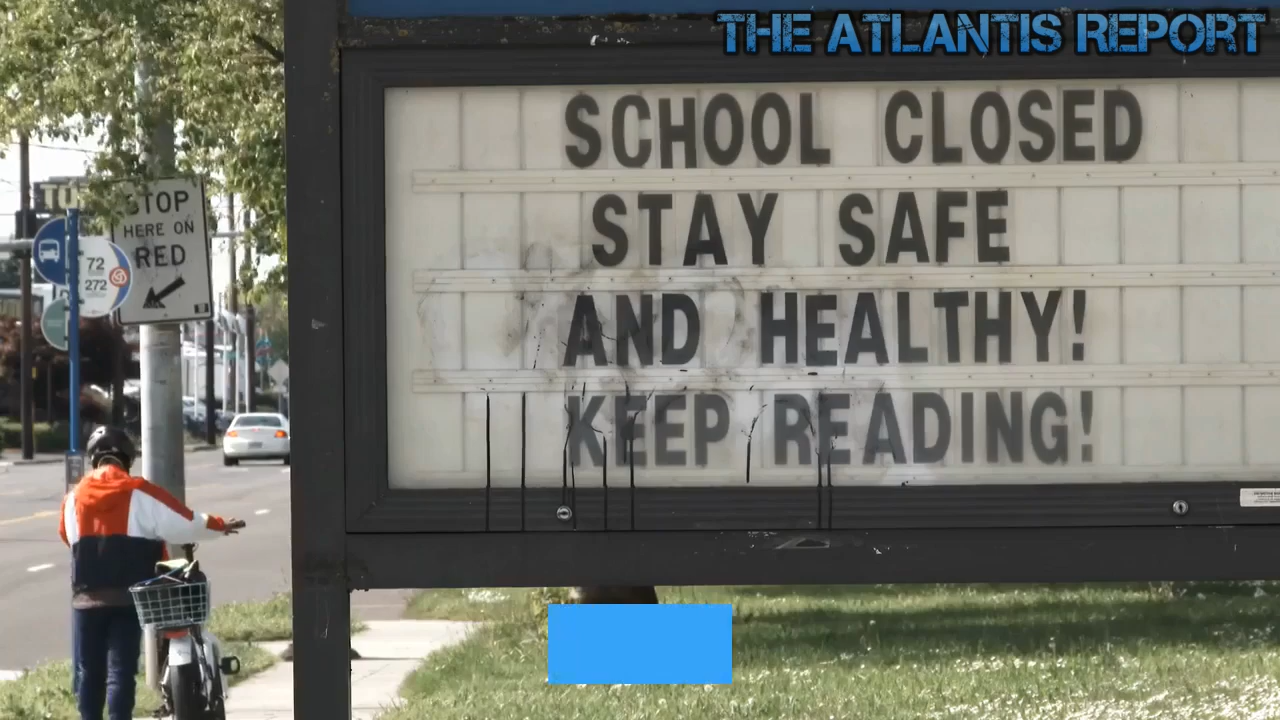 THE ATLANTIS REPORT
SCHOOL CLOSED
STAY SAFE
AND HEALTHY!
KEEP READING!
STOP
HERE ON
RED
72
272